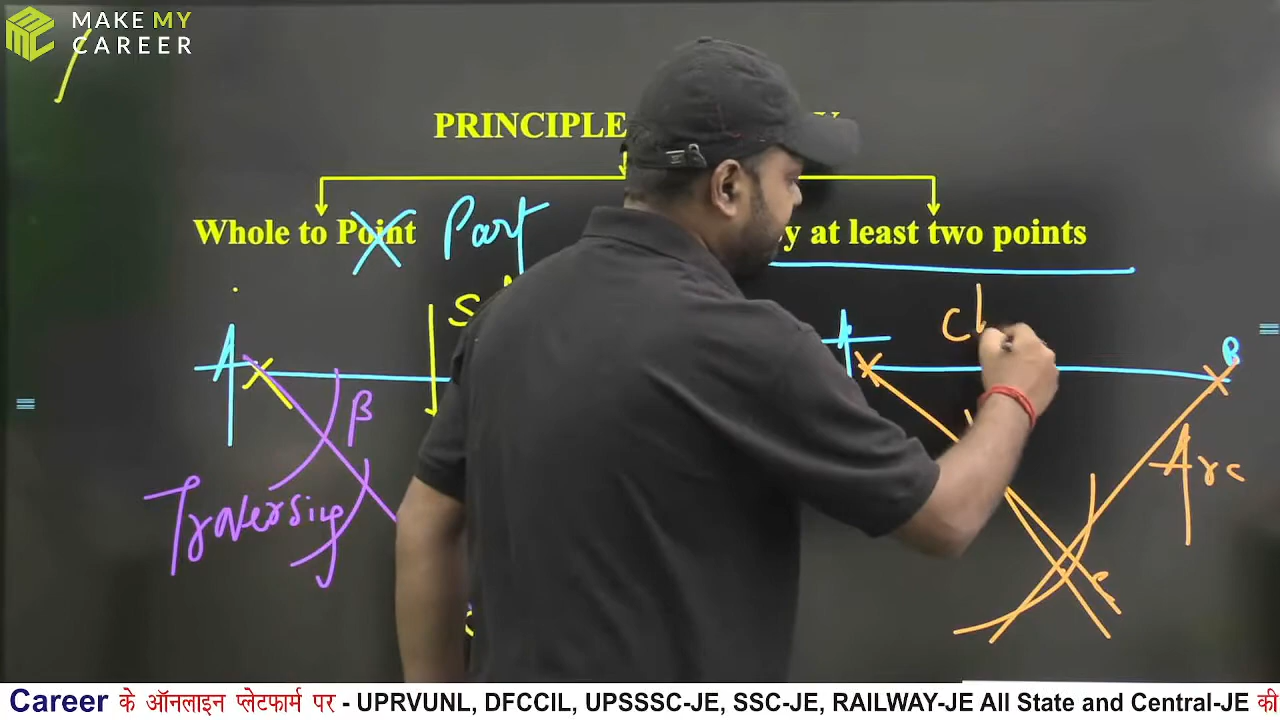 MAKE MY
CAREER
PRINCIPLE
Whole to Point Part
y at least two points
A
B
β
Arc
Traversing
c
Career के ऑनलाइन प्लेटफार्म पर - UPRVUNL, DFCCIL, UPSSSC-JE, SSC-JE, RAILWAY-JE All State and Central-JE की